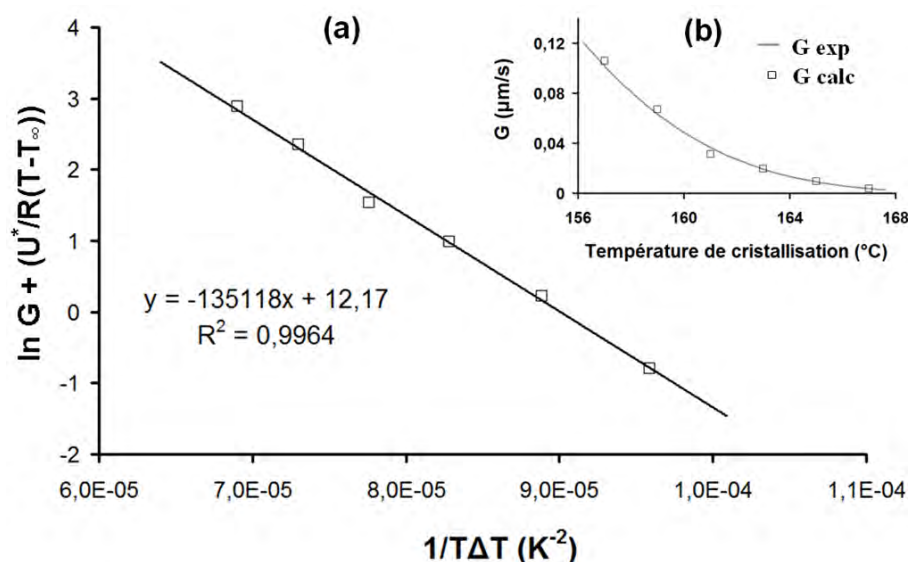 (a)
4
3
2
1
0
-1
-2
ln G + (U*/R(T-T∞))
y = -135118x + 12,17
R² = 0,9964
6,0E-05 7,0E-05 8,0E-05 9,0E-05 1,0E-04 1,1E-04
1/TΔT (K⁻²)
(b)
G exp
G calc
0,12
0,08
0,04
0
G (µm/s)
156 160 164 168
Température de cristallisation (°C)